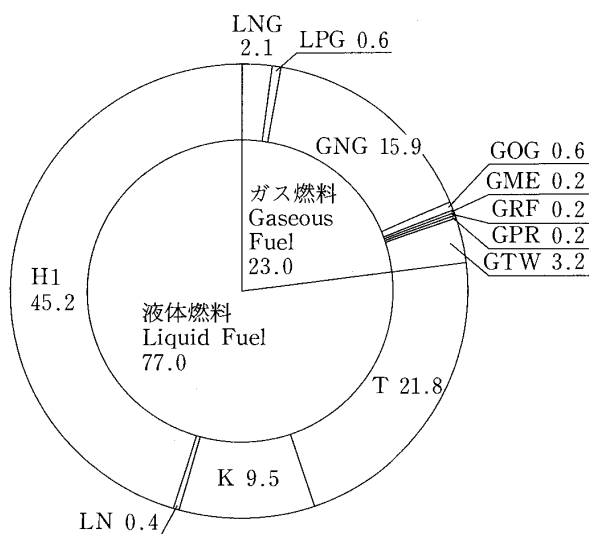 LNG
2.1
LPG 0.6
GNG 15.9
GOG 0.6
GME 0.2
GRF 0.2
GPR 0.2
GTW 3.2
ガス燃料
Gaseous
Fuel
23.0
H1
45.2
液体燃料
Liquid Fuel
77.0
T 21.8
K 9.5
LN 0.4